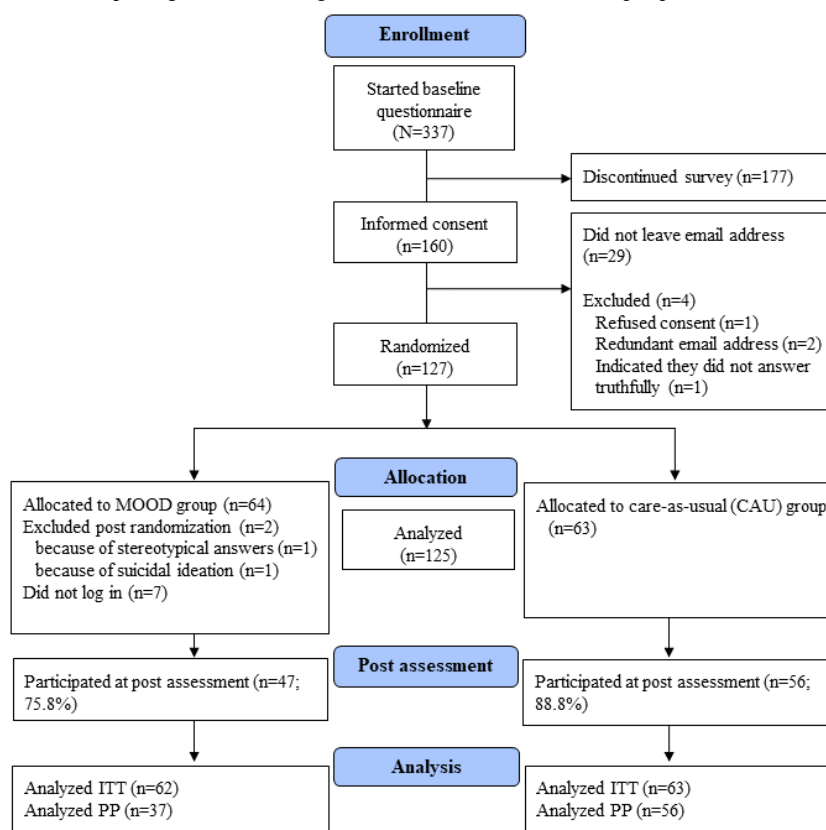 Enrollment
Started baseline
questionnaire
(N=337)
Discontinued survey (n=177)
Informed consent
(n=160)
Did not leave email address
(n=29)
Excluded (n=4)
Refused consent (n=1)
Redundant email address (n=2)
Indicated they did not answer
truthfully (n=1)
Randomized
(n=127)
Allocation
Allocated to MOOD group (n=64)
Excluded post randomization (n=2)
because of stereotypical answers (n=1)
because of suicidal ideation (n=1)
Did not log in (n=7)
Analyzed
(n=125)
Allocated to care-as-usual (CAU) group
(n=63)
Post assessment
Participated at post assessment (n=47;
75.8%)
Participated at post assessment (n=56;
88.8%)
Analysis
Analyzed ITT (n=62)
Analyzed PP (n=37)
Analyzed ITT (n=63)
Analyzed PP (n=56)